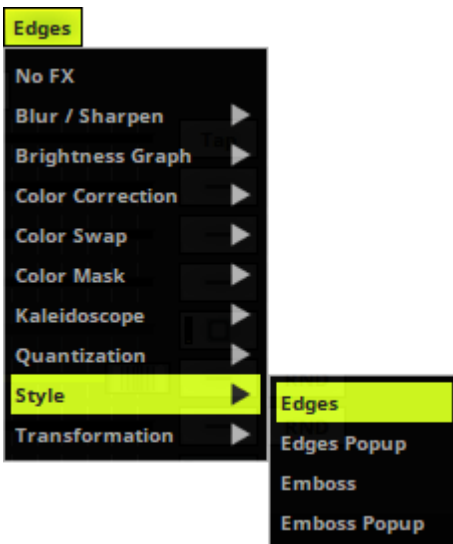 Edges
No FX
Blur / Sharpen
Brightness Graph
Color Correction
Color Swap
Color Mask
Kaleidoscope
Quantization
Style
Transformation
Edges
Edges Popup
Emboss
Emboss Popup